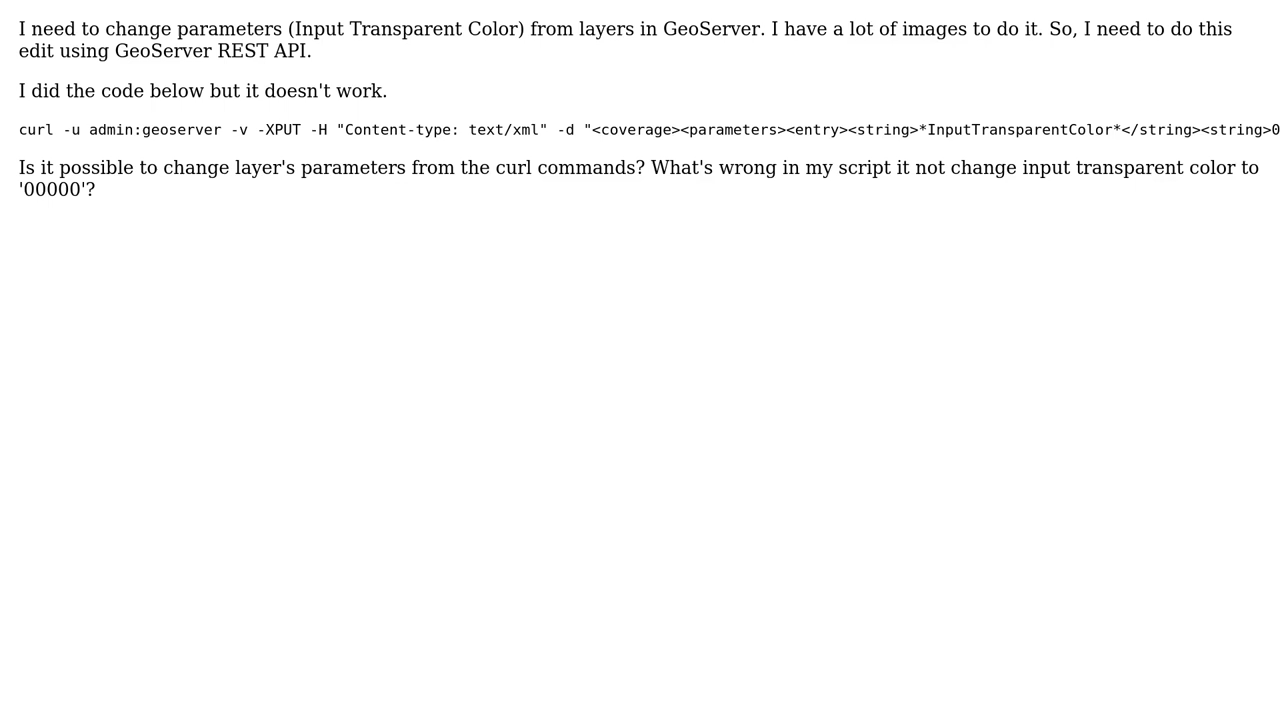 I need to change parameters (Input Transparent Color) from layers in GeoServer. I have a lot of images to do it. So, I need to do this
edit using GeoServer REST API.
I did the code below but it doesn't work.
curl -u admin:geoserver -v -XPUT -H "Content-type: text/xml" -d "<coverage><parameters><entry><string>*InputTransparentColor*</string><string>0
Is it possible to change layer's parameters from the curl commands? What's wrong in my script it not change input transparent color to
'00000'?